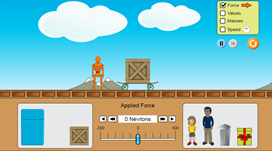 Force
Values
Masses
Speed
Applied Force
0 Newtons
-500
0
500